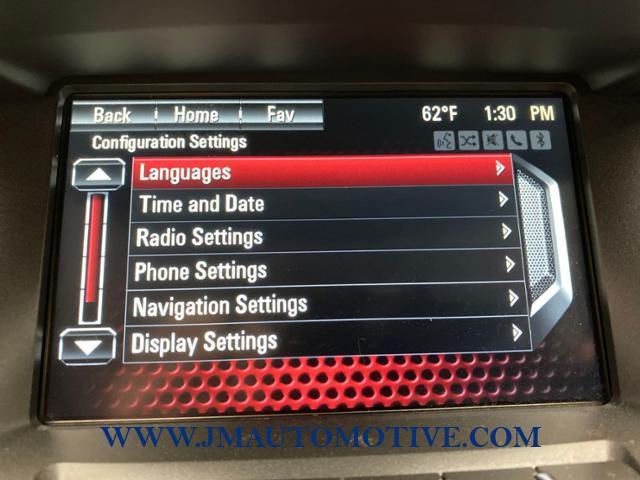 Back Home Fav 62°F 1:30 PM
Configuration Settings
Languages
Time and Date
Radio Settings
Phone Settings
Navigation Settings
Display Settings
WWW.JMAUTOMOTIVE.COM